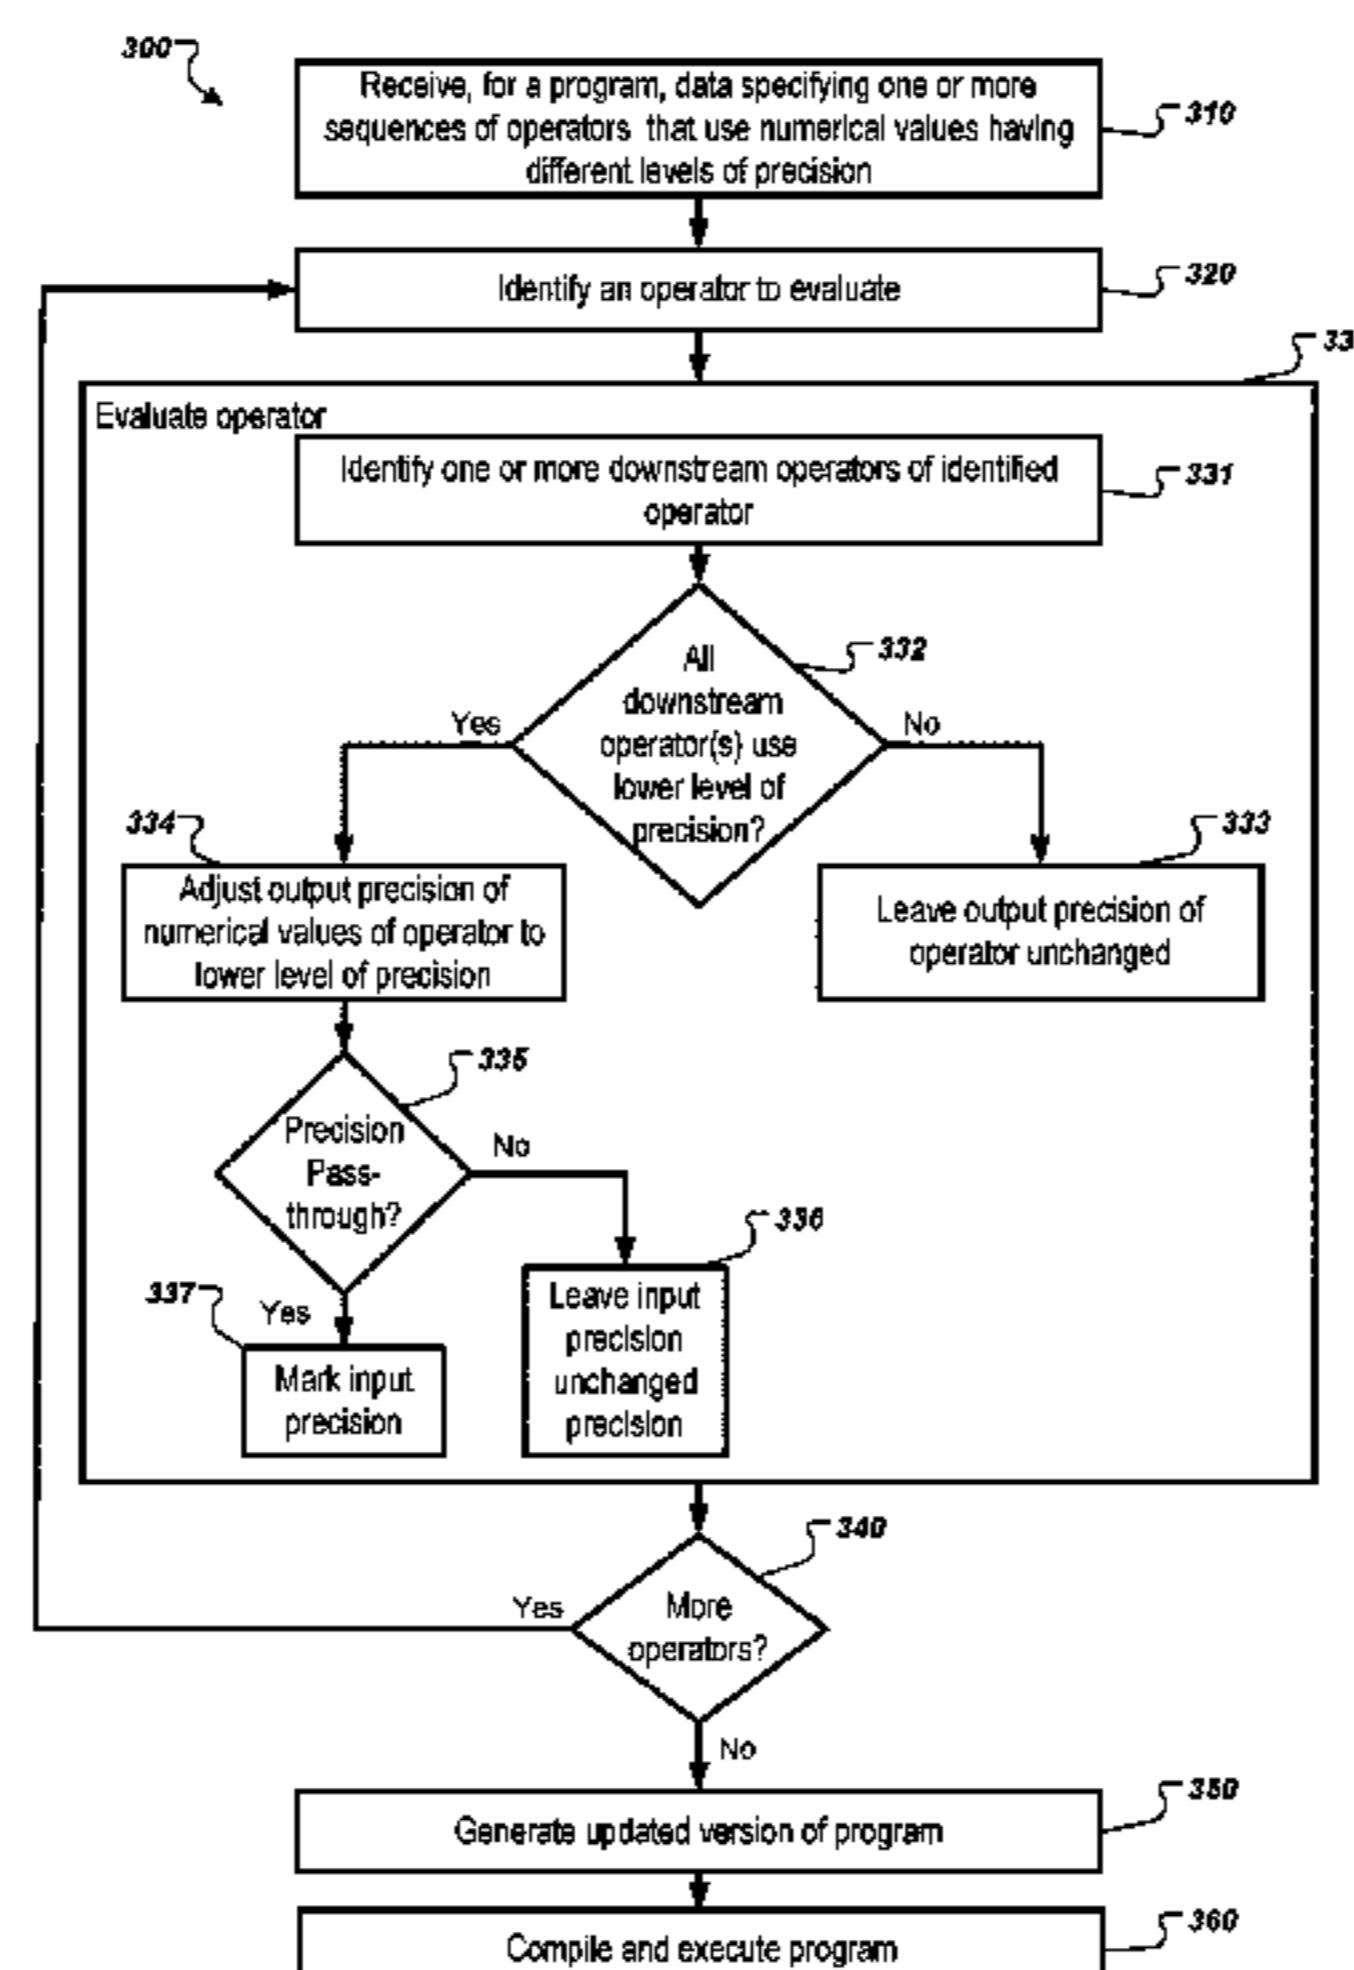 300
Receive, for a program, data specifying one or more
sequences of operators that use numerical values having
different levels of precision
310
Identify an operator to evaluate
320
33
Evaluate operator
Identify one or more downstream operators of identified
operator
331
All
downstream
operator(s) use
lower level of
precision?
332
Yes
No
334
Adjust output precision of
numerical values of operator to
lower level of precision
333
Leave output precision of
operator unchanged
Precision
Pass-
through?
335
No
336
Leave input
precision
unchanged
precision
337
Yes
Mark input
precision
340
More
operators?
Yes
No
Generate updated version of program
350
Compile and execute program
360